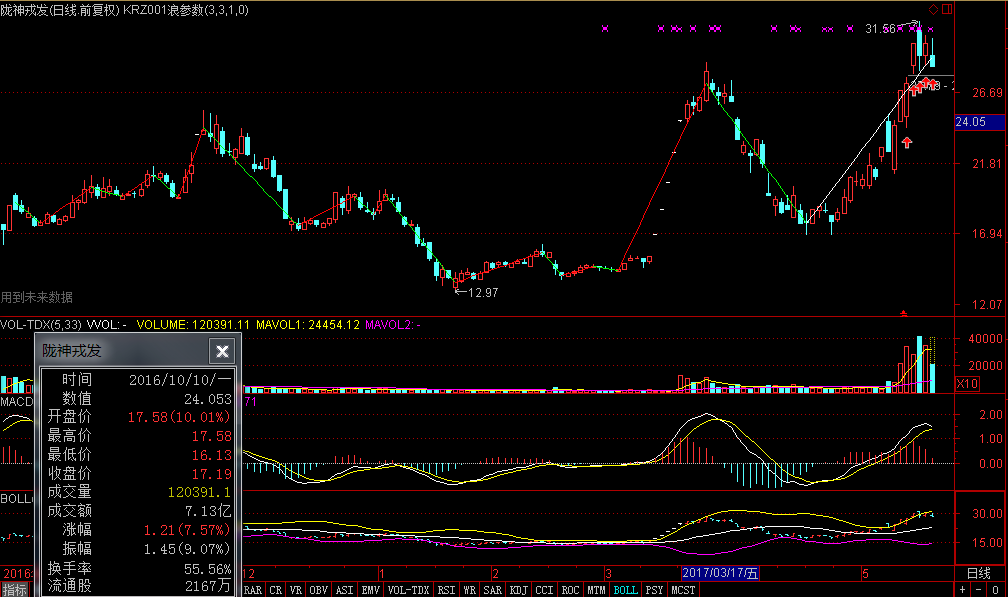 陇神戎发(日线.前复权) KRZ001浪参数(3,3,1,0)
31.56
26.69
24.05
21.81
16.94
12.97
用到未来数据
12.07
VOL-TDX(5,33) VVOL: - VOLUME: 120391.11 MAVOL1: 24454.12 MAVOL2: -
陇神戎发
时间 2016/10/10/一
数值 24.053
开盘价 17.58(10.01%)
最高价 17.58
最低价 16.13
收盘价 17.19
成交量 120391.1
成交额 7.13亿
涨幅 1.21(7.57%)
振幅 1.45(9.07%)
换手率 55.56%
流通股 2167万
40000
20000
X10
MACD
71
2.00
1.00
0.00
BOLL
30.00
15.00
2016
12
1
2
3
2017/03/17/五
5
日线
指标
RAR CR VR OBV ASI EMV VOL-TDX RSI WR SAR KDJ CCI ROC MTM BOLL PSY MCST
+ - 0